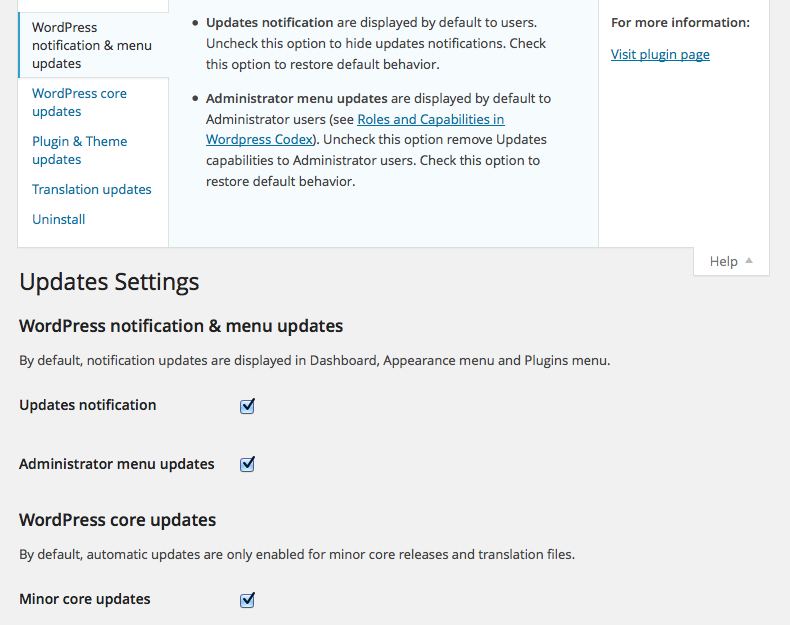 WordPress
notification & menu
updates
WordPress core
updates
Plugin & Theme
updates
Translation updates
Uninstall
Updates notification are displayed by default to users.
Uncheck this option to hide updates notifications. Check
this option to restore default behavior.
Administrator menu updates are displayed by default to
Administrator users (see Roles and Capabilities in
Wordpress Codex). Uncheck this option remove Updates
capabilities to Administrator users. Check this option to
restore default behavior.
For more information:
Visit plugin page
Help
Updates Settings
WordPress notification & menu updates
By default, notification updates are displayed in Dashboard, Appearance menu and Plugins menu.
Updates notification
Administrator menu updates
WordPress core updates
By default, automatic updates are only enabled for minor core releases and translation files.
Minor core updates